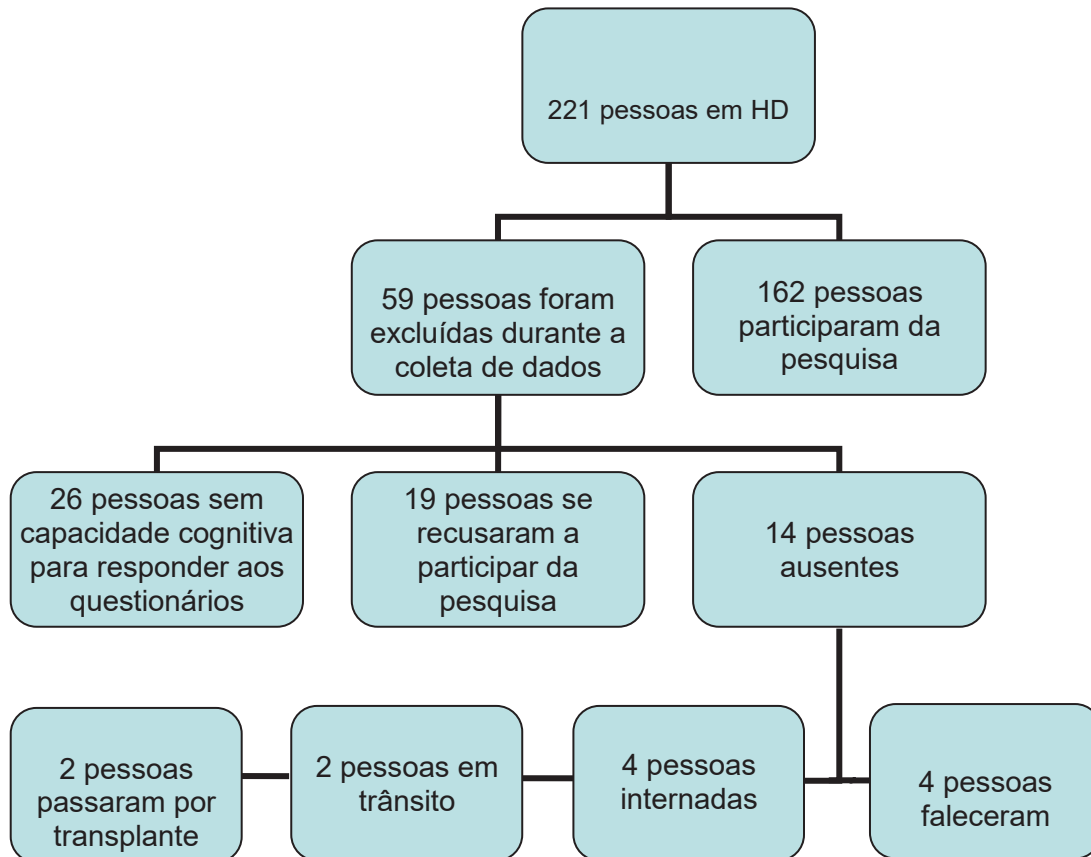 221 pessoas em HD
59 pessoas foram
excluídas durante a
coleta de dados
162 pessoas
participaram da
pesquisa
26 pessoas sem
capacidade cognitiva
para responder aos
questionários
19 pessoas se
recusaram a
participar da
pesquisa
14 pessoas
ausentes
2 pessoas
passaram por
transplante
2 pessoas em
trânsito
4 pessoas
internadas
4 pessoas
faleceram